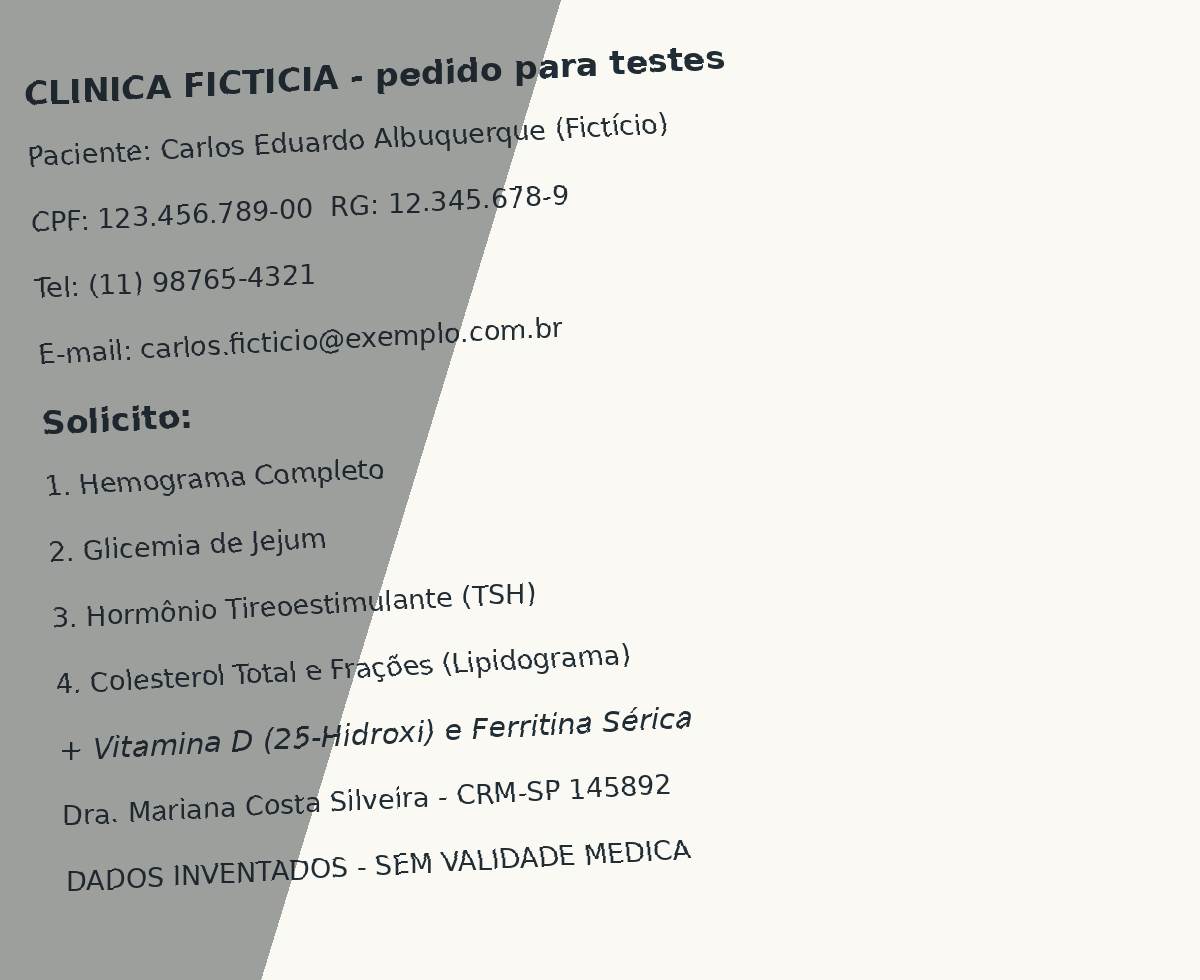 CLINICA FICTICIA - pedido para testes
Paciente: Carlos Eduardo Albuquerque (Fictício)
CPF: 123.456.789-00 RG: 12.345.678-9
Tel: (11) 98765-4321
E-mail: carlos.ficticio@exemplo.com.br
Solicito:
1. Hemograma Completo
2. Glicemia de Jejum
3. Hormônio Tireoestimulante (TSH)
4. Colesterol Total e Frações (Lipidograma)
+ Vitamina D (25-Hidroxi) e Ferritina Sérica
Dra. Mariana Costa Silveira - CRM-SP 145892
DADOS INVENTADOS - SEM VALIDADE MEDICA